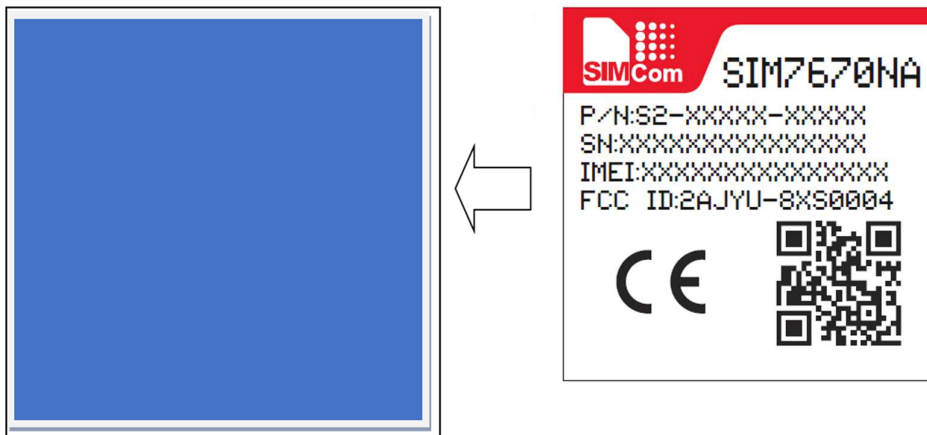 SIMCom
SIM7670NA
P/N:S2-XXXXX-XXXXX
SN:XXXXXXXXXXXXXXX
IMEI:XXXXXXXXXXXXXXX
FCC ID:2AJYU-8XS0004
CE